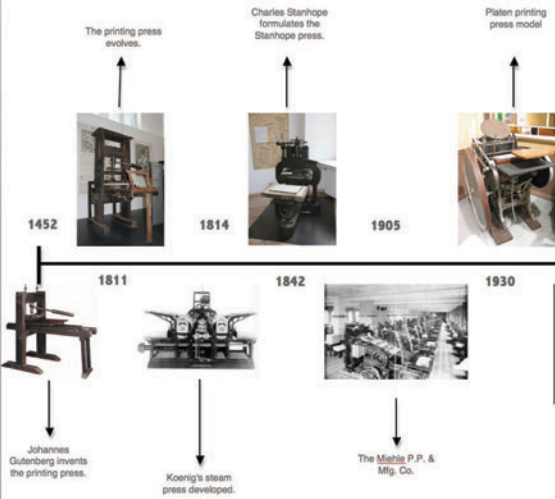 Charles Stanhope
formulates the
Stanhope press.
The printing press
evolves.
Platen printing
press model
1452
1814
1905
1811
1842
1930
Johannes
Gutenberg invents
the printing press.
Koenig's steam
press developed.
The Miehle P.P. &
Mfg. Co.